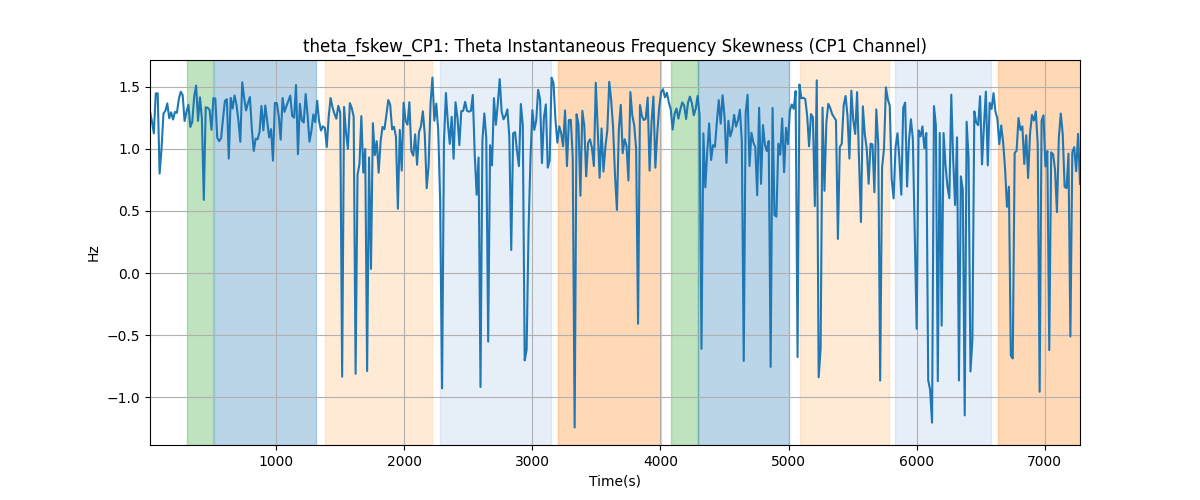 theta_fskew_CP1: Theta Instantaneous Frequency Skewness (CP1 Channel)
1.5
1.0
0.5
0.0
−0.5
−1.0
Hz
1000 2000 3000 4000 5000 6000 7000
Time(s)